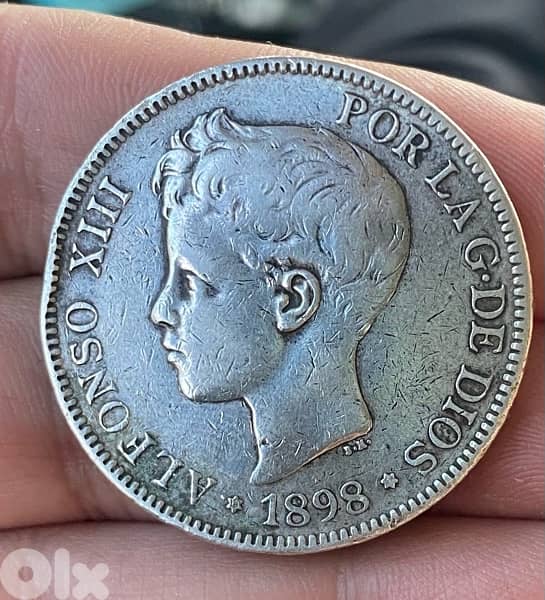 ALFONSO XIII POR LA G. DE DIOS
1898
B.M.
Olx